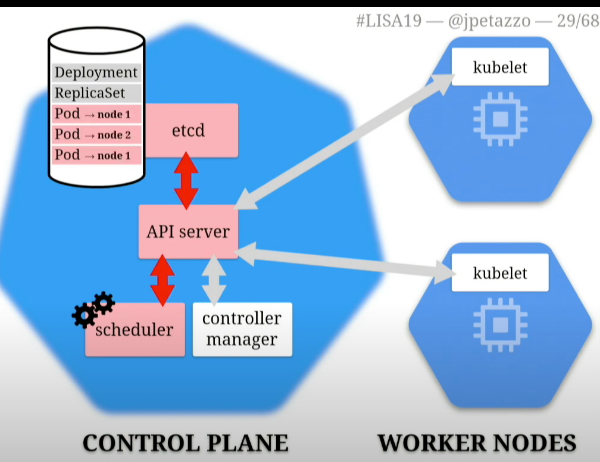 #LISA19 — @jpetazzo — 29/68
Deployment
ReplicaSet
Pod → node 1
Pod → node 2
Pod → node 1
etcd
API server
scheduler
controller
manager
kubelet
kubelet
CONTROL PLANE
WORKER NODES